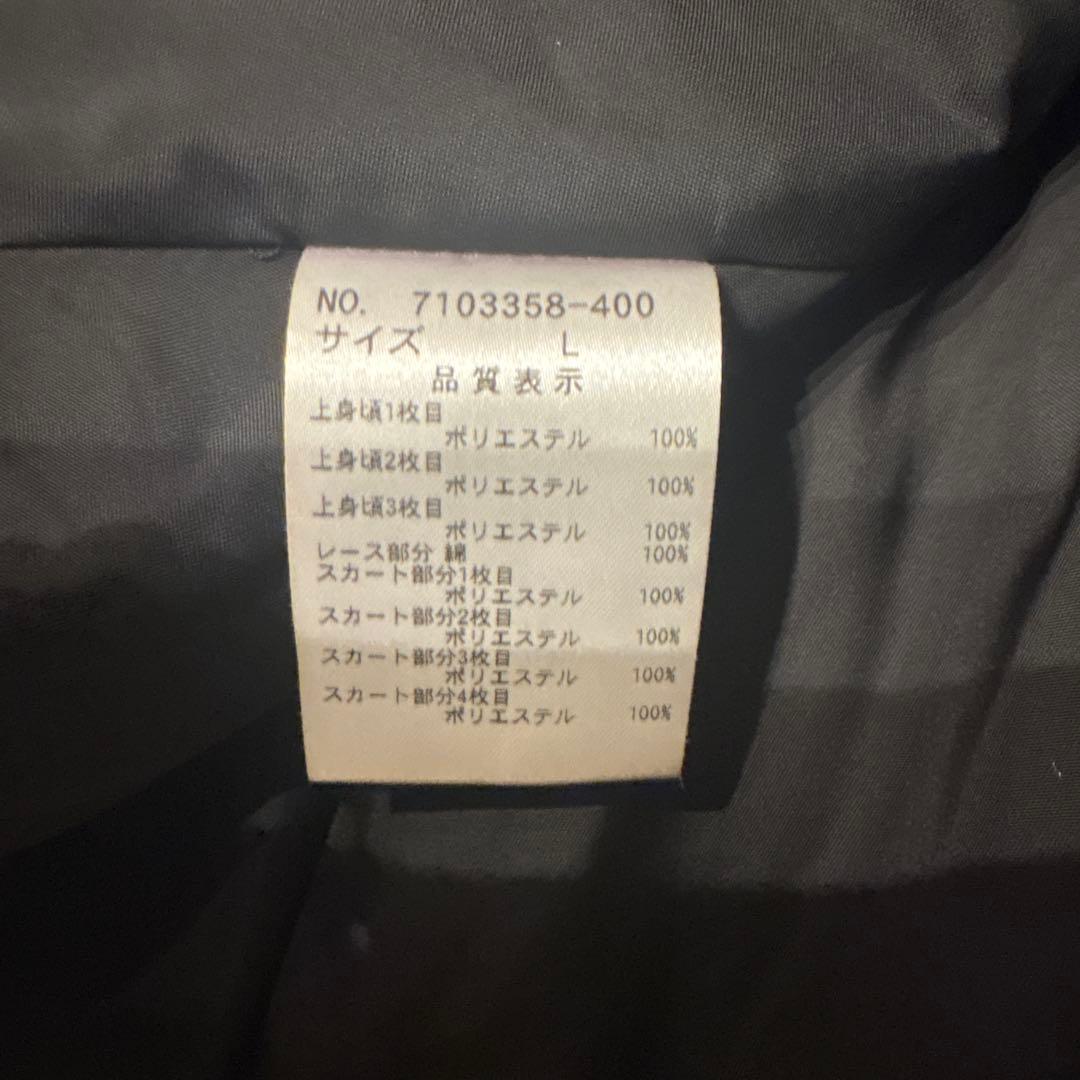 NO. 7103358-400
サイズ L
品質表示
上身頃1枚目
ポリエステル 100%
上身頃2枚目
ポリエステル 100%
上身頃3枚目
ポリエステル 100%
レース部分 綿 100%
スカート部分1枚目
ポリエステル 100%
スカート部分2枚目
ポリエステル 100%
スカート部分3枚目
ポリエステル 100%
スカート部分4枚目
ポリエステル 100%